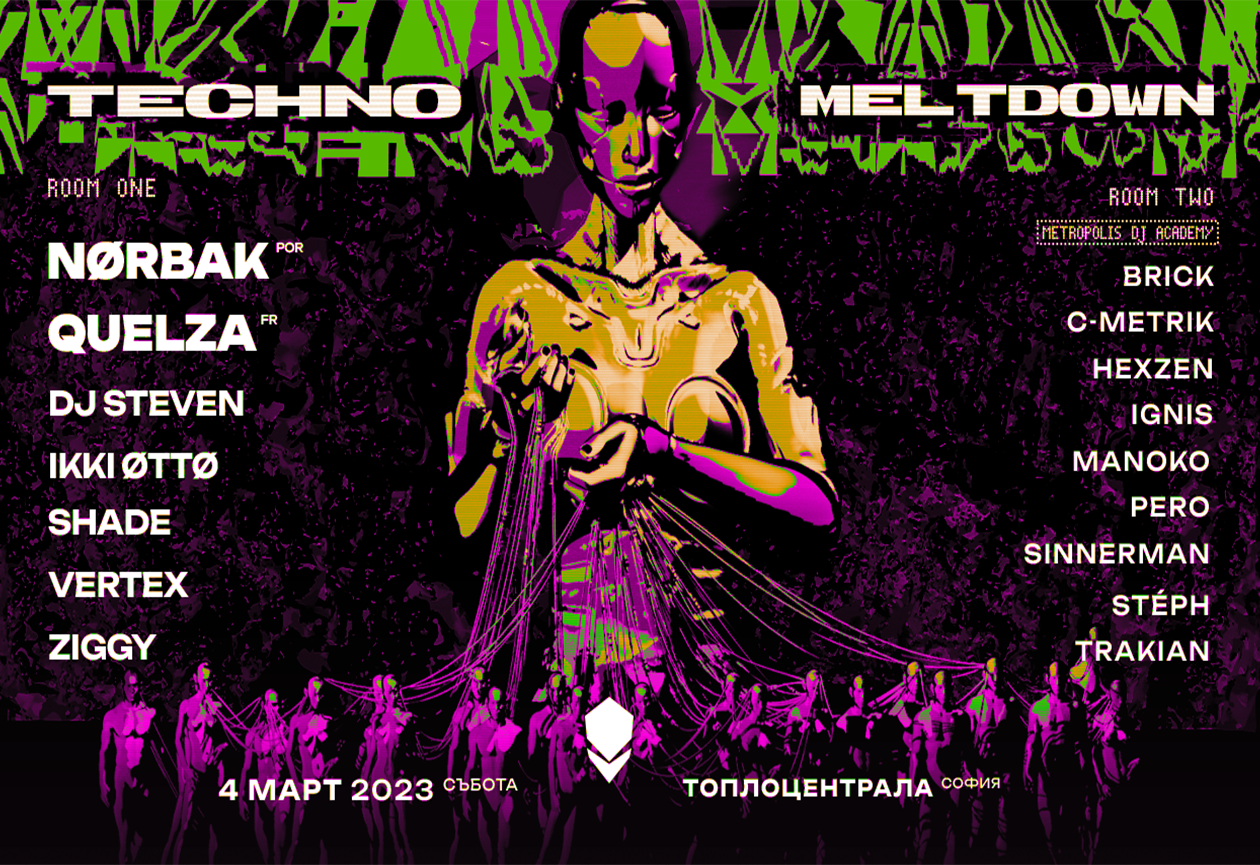 TECHNO
MELTDOWN
ROOM ONE
NØRBAK POR
QUELZA FR
DJ STEVEN
IKKI ØTTØ
SHADE
VERTEX
ZIGGY
ROOM TWO
METROPOLIS DJ ACADEMY
BRICK
C-METRIK
HEXZEN
IGNIS
MANOKO
PERO
SINNERMAN
STÉPH
TRAKIAN
4 МАРТ 2023 СЪБОТА
ТОПЛОЦЕНТРАЛА СОФИЯ